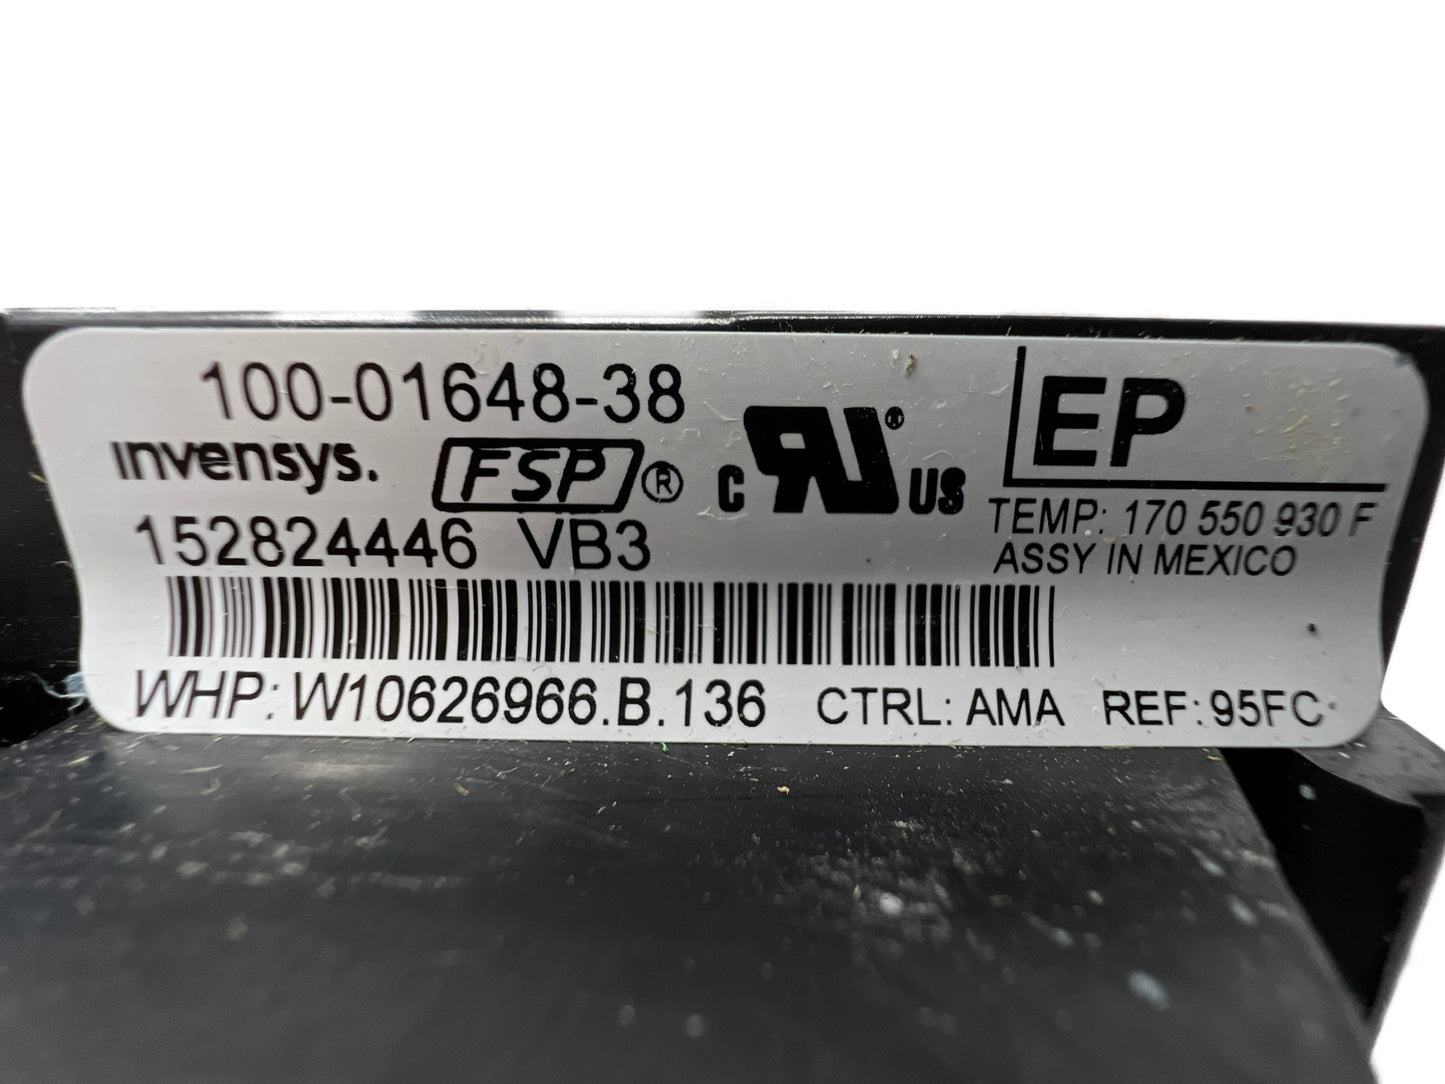 100-01648-38
invensys. FSP®
152824446 VB3
WHP: W10626966.B.136 CTRL: AMA REF: 95FC
c RU® US
EP
TEMP: 170 550 930 F
ASSY IN MEXICO